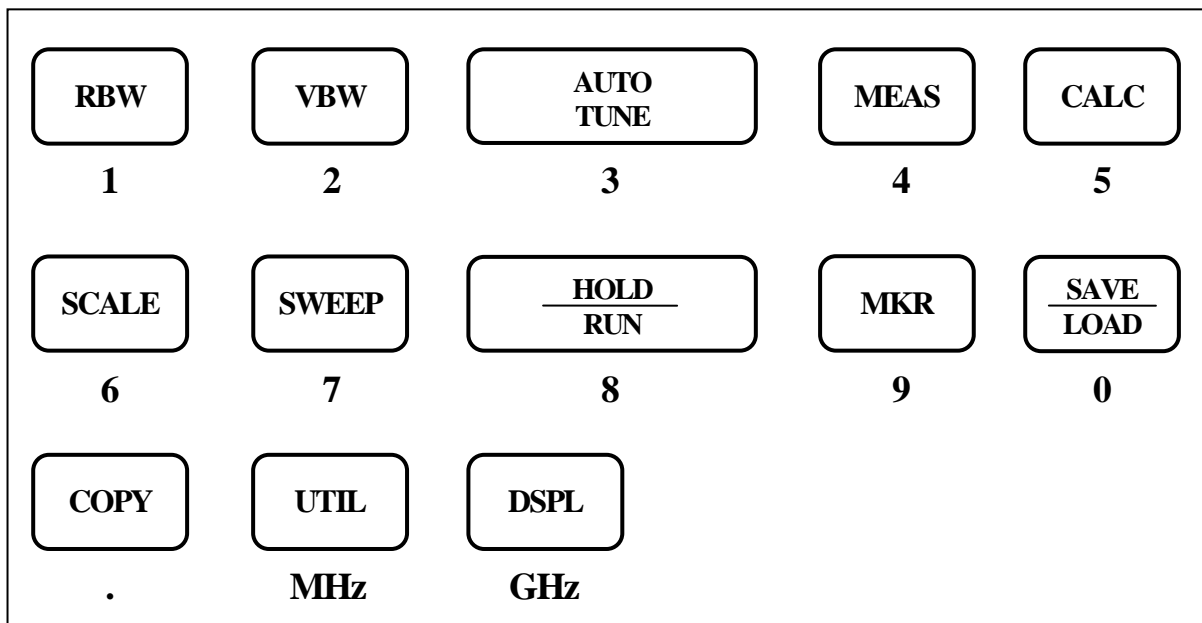 RBW VBW AUTO TUNE MEAS CALC
1 2 3 4 5
SCALE SWEEP HOLD RUN MKR SAVE LOAD
6 7 8 9 0
COPY UTIL DSPL
. MHz GHz